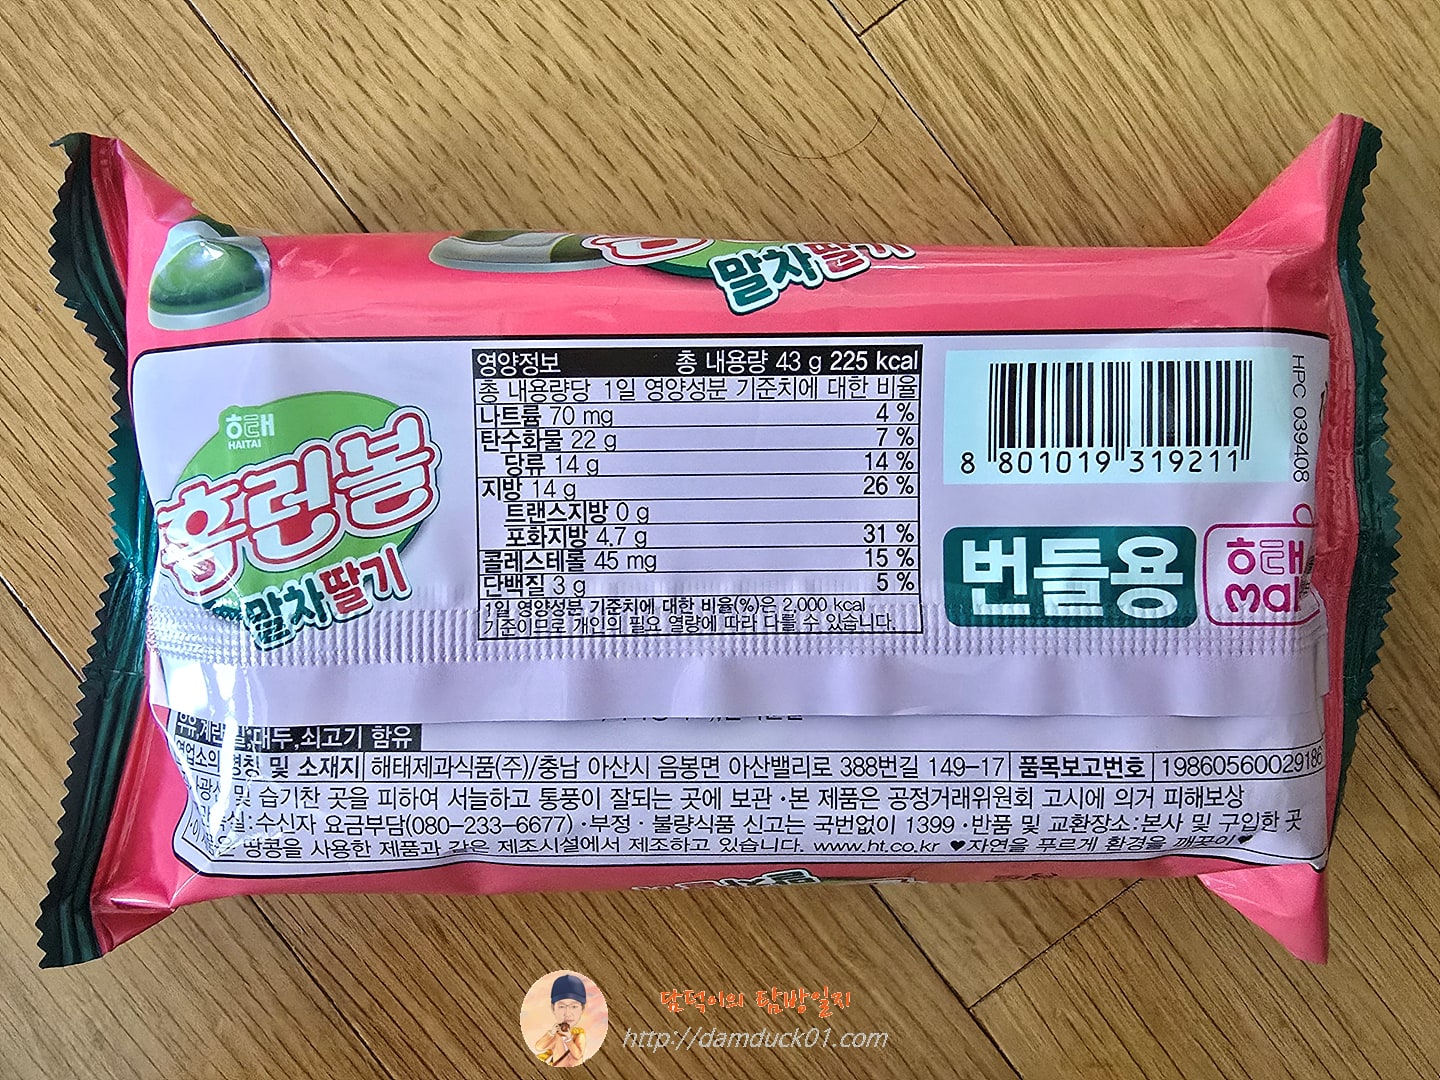 말차딸기
해태
HAITAI
홈런볼
말차딸기
영양정보 총 내용량 43 g 225 kcal
총 내용량당 1일 영양성분 기준치에 대한 비율
나트륨 70 mg 4 %
탄수화물 22 g 7 %
당류 14 g 14 %
지방 14 g 26 %
트랜스지방 0 g
포화지방 4.7 g 31 %
콜레스테롤 45 mg 15 %
단백질 3 g 5 %
1일 영양성분 기준치에 대한 비율(%)은 2,000 kcal
기준이므로 개인의 필요 열량에 따라 다를 수 있습니다.
8 801019 319211
HPC 039408
번들용
해태
mal
대두,쇠고기 함유
명칭 및 소재지 해태제과식품(주)/충남 아산시 음봉면 아산밸리로 388번길 149-17 품목보고번호 19860560029186
및 습기찬 곳을 피하여 서늘하고 통풍이 잘되는 곳에 보관 ·본 제품은 공정거래위원회 고시에 의거 피해보상
수신자 요금부담(080-233-6677) ·부정 · 불량식품 신고는 국번없이 1399 ·반품 및 교환장소:본사 및 구입한 곳
땅콩을 사용한 제품과 같은 제조시설에서 제조하고 있습니다. www.ht.co.kr ♥자연을 푸르게 환경을 깨끗이♥
담덕이의 탐방일지
http://damduck01.com